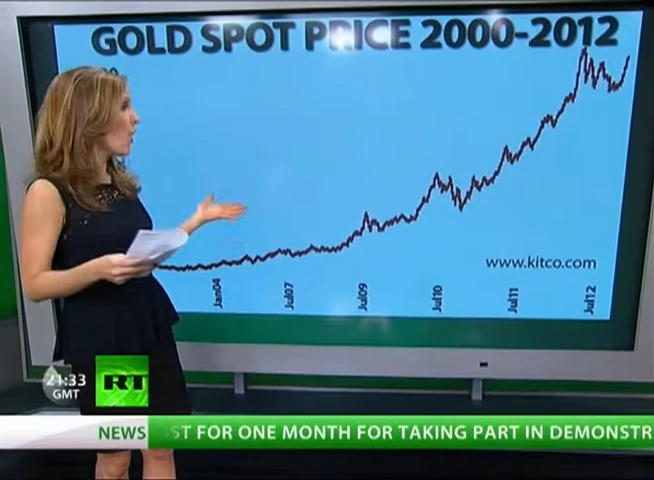 GOLD SPOT PRICE 2000-2012
www.kitco.com
Jan04
Jul07
Jul09
Jul10
Jul11
Jul12
21:33
GMT
RT
NEWS
ST FOR ONE MONTH FOR TAKING PART IN DEMONSTR